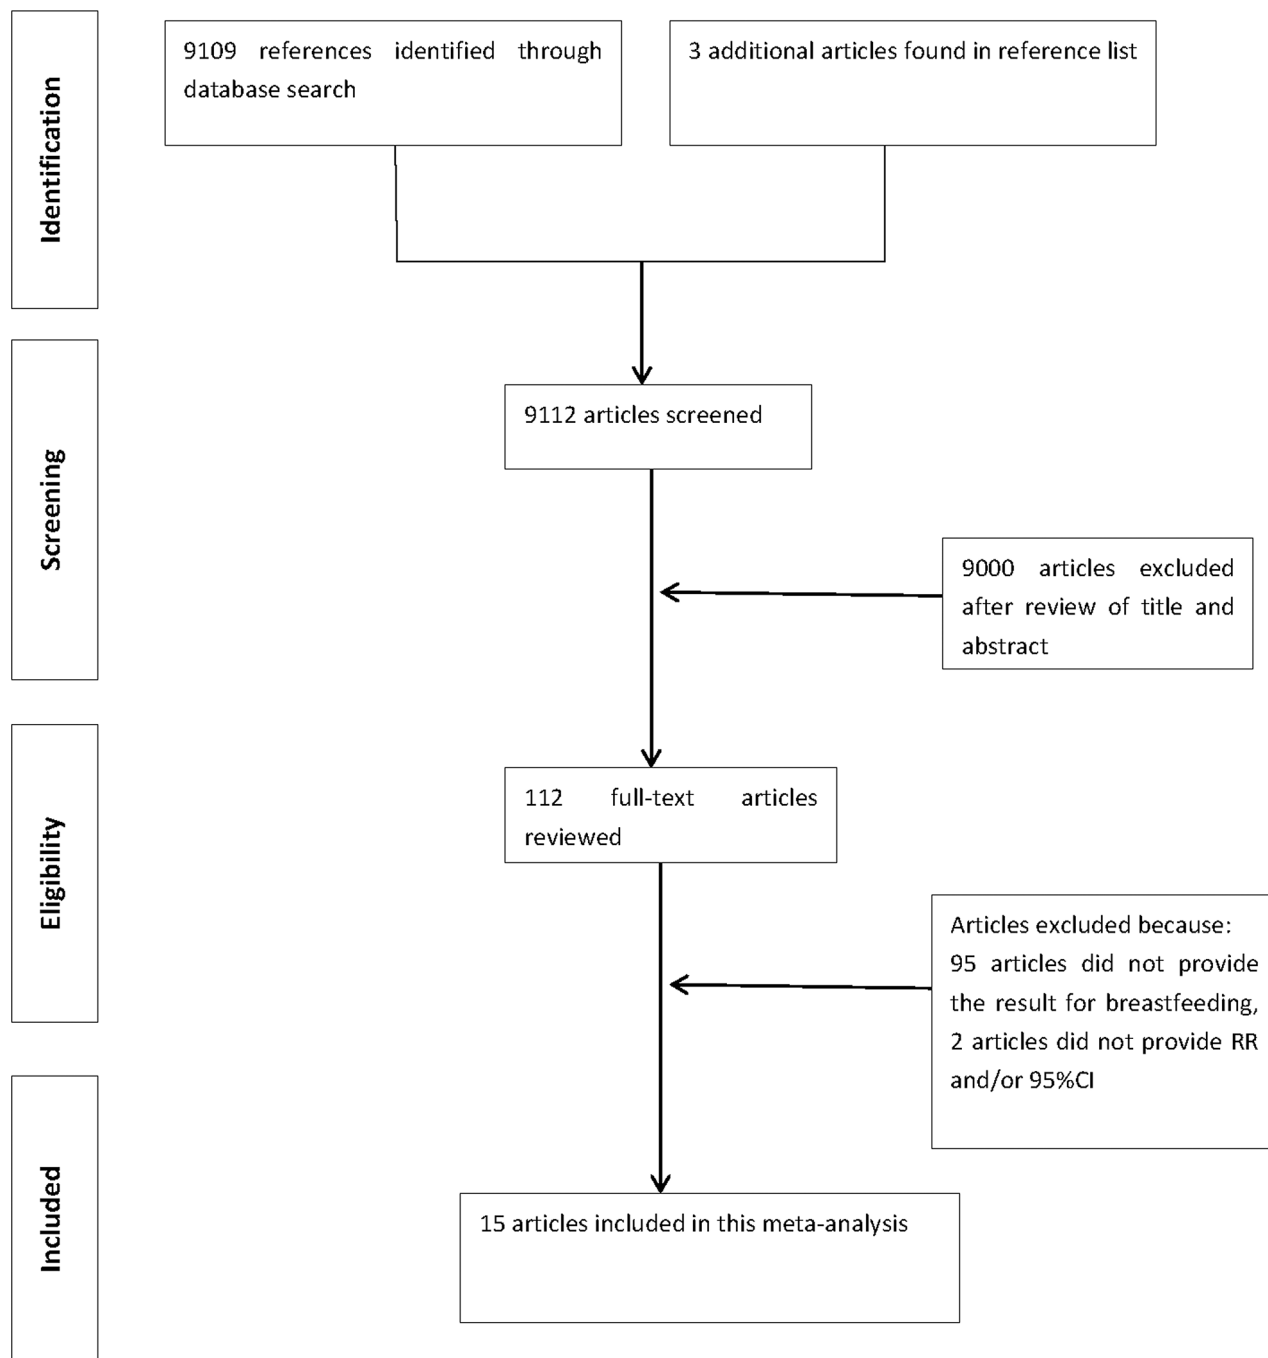 Identification
9109 references identified through
database search
3 additional articles found in reference list
Screening
9112 articles screened
9000 articles excluded
after review of title and
abstract
Eligibility
112 full-text articles
reviewed
Articles excluded because:
95 articles did not provide
the result for breastfeeding,
2 articles did not provide RR
and/or 95%CI
Included
15 articles included in this meta-analysis